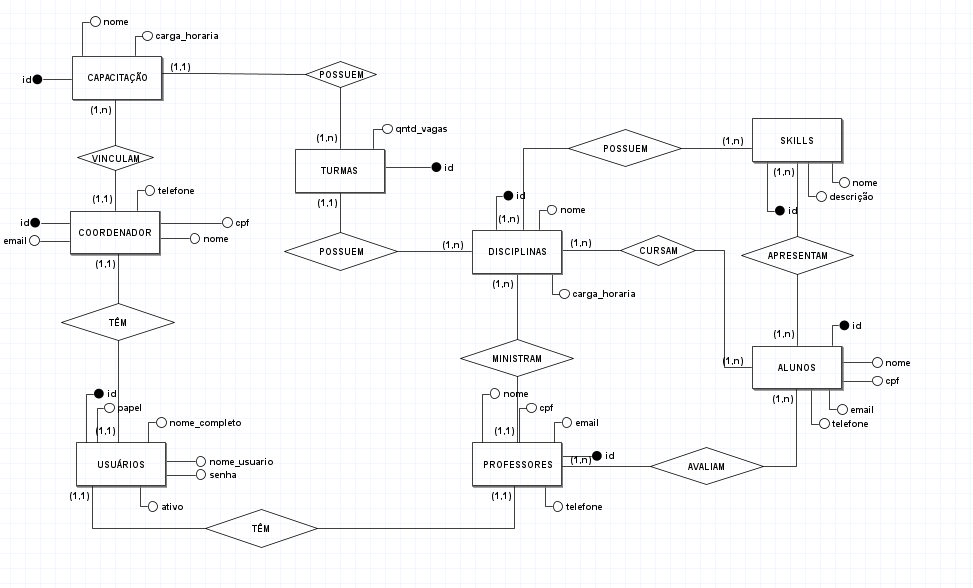 nome
carga_horaria
id
CAPACITAÇÃO
(1,1)
(1,n)
POSSUEM
(1,n)
qntd_vagas
TURMAS
id
(1,1)
VINCULAM
(1,1)
telefone
id
email
COORDENADOR
cpf
nome
(1,1)
POSSUEM
(1,n)
POSSUEM
(1,n)
SKILLS
(1,n)
nome
descrição
id
id
(1,n)
nome
DISCIPLINAS
(1,n)
(1,n)
carga_horaria
CURSAM
(1,n)
APRESENTAM
(1,n)
id
ALUNOS
nome
cpf
email
telefone
(1,n)
TÊM
MINISTRAM
id
papel
(1,1)
nome_completo
USUÁRIOS
nome_usuario
senha
ativo
(1,1)
TÊM
nome
cpf
(1,1)
email
PROFESSORES
id
(1,n)
(1,1)
telefone
AVALIAM